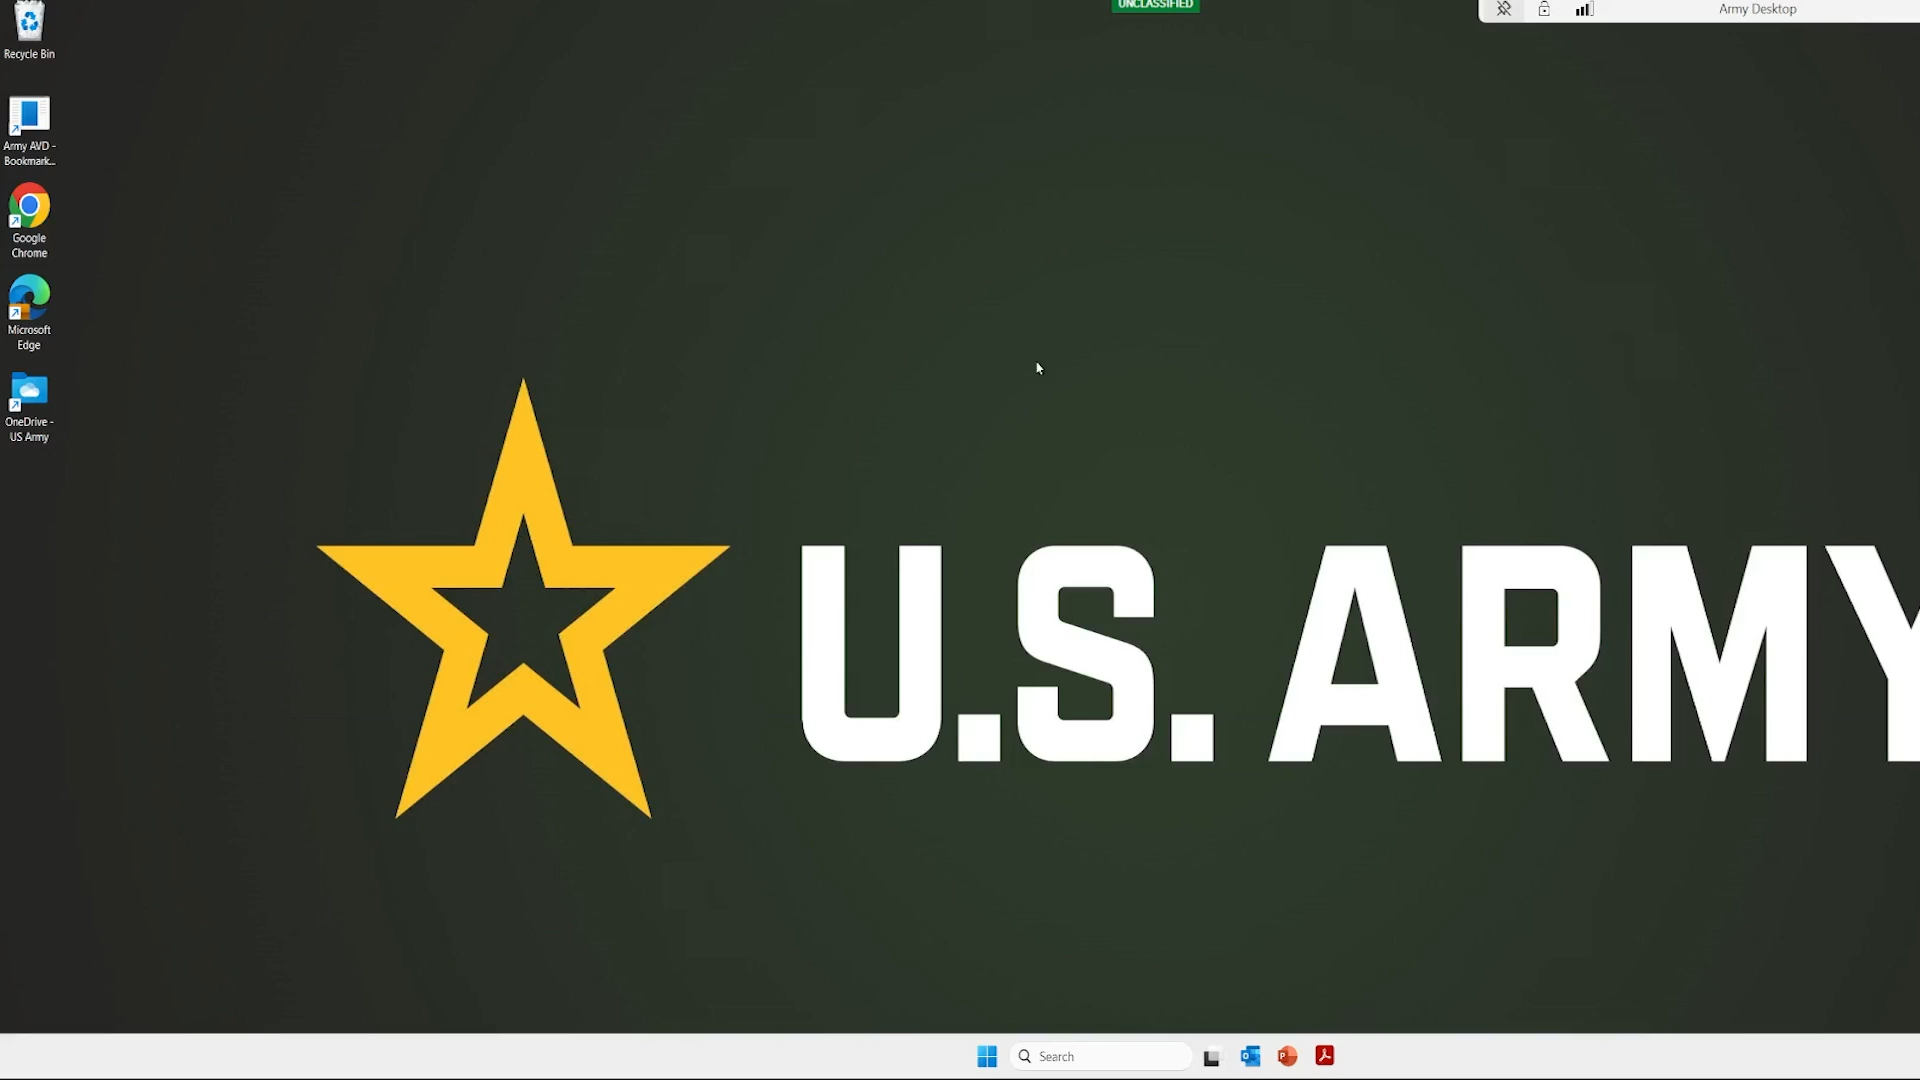 UNCLASSIFIED
Army Desktop
Recycle Bin
Army AVD -
Bookmark...
Google
Chrome
Microsoft
Edge
OneDrive -
US Army
U.S. ARMY
Search